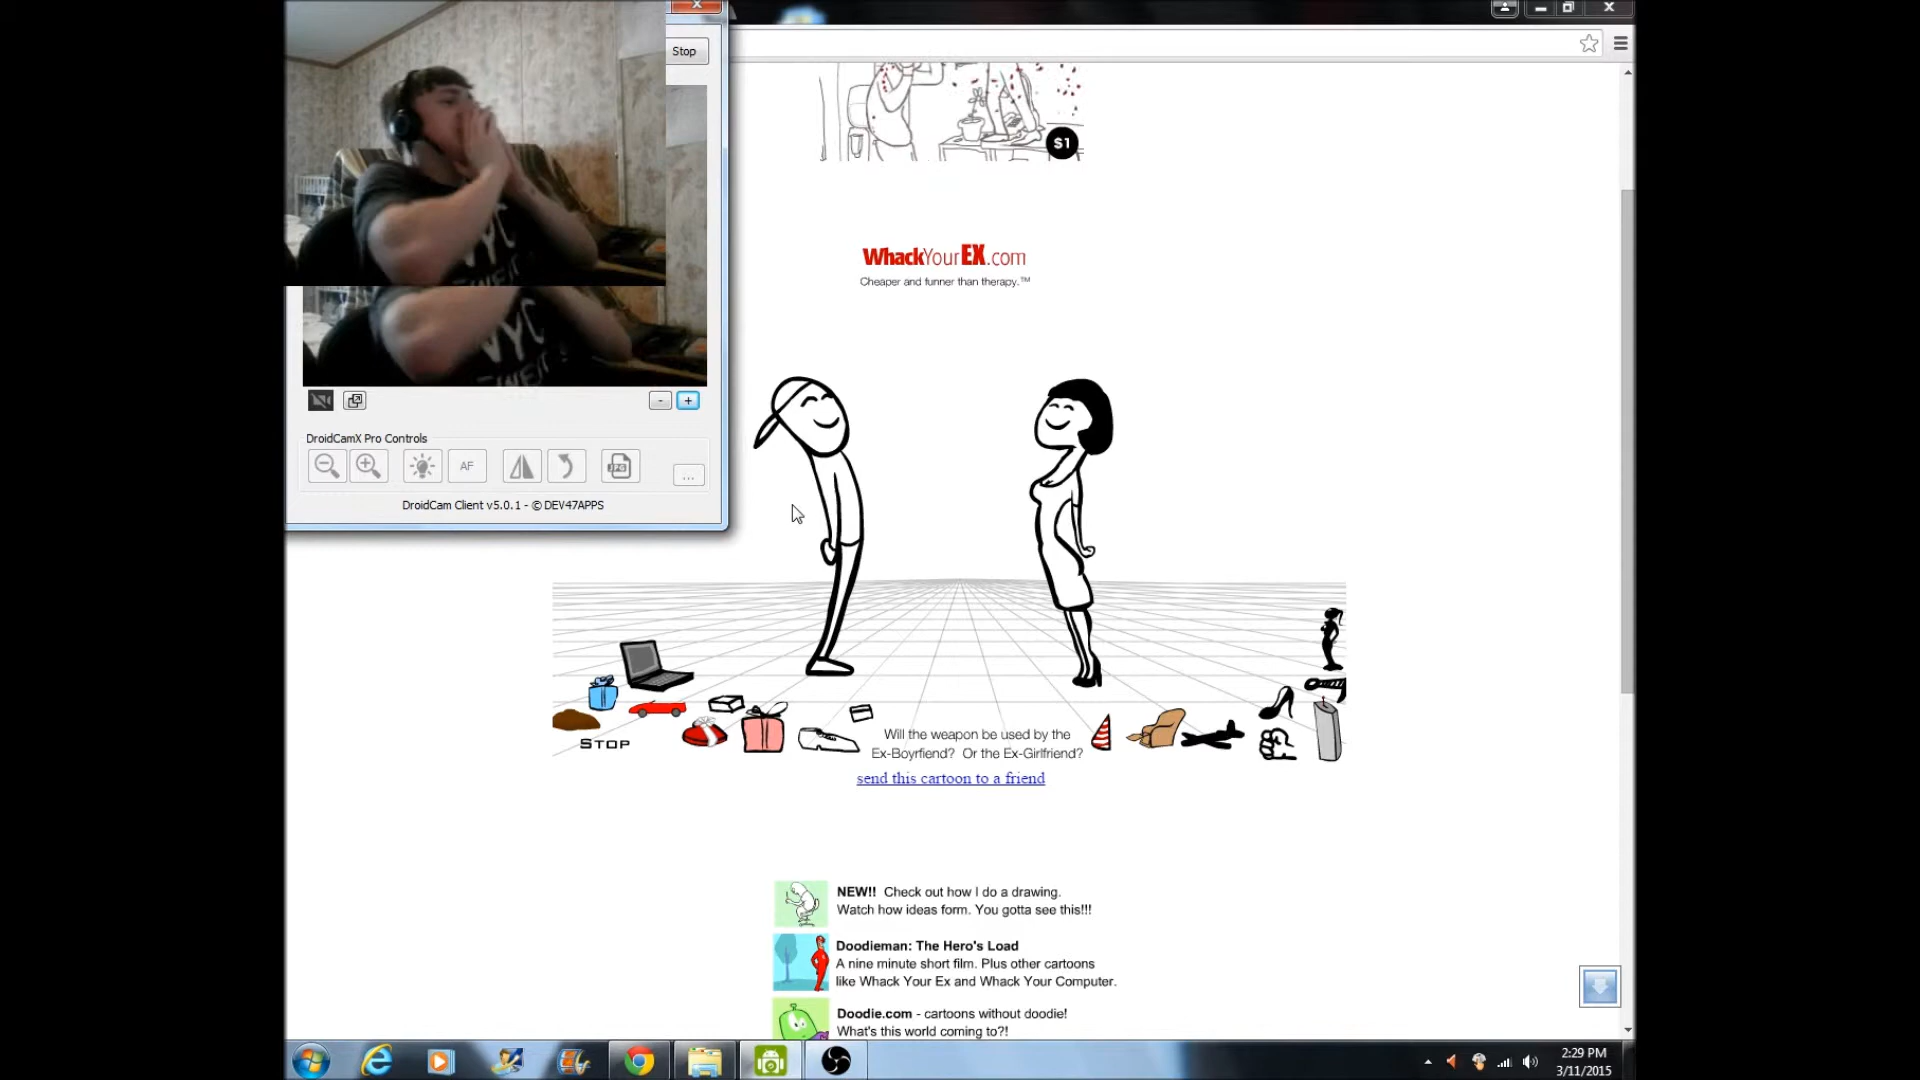 Stop
$1
WhackYourEX.com
Cheaper and funner than therapy.™
NYC
NYC
DroidCamX Pro Controls
AF
JPG
...
DroidCam Client v5.0.1 - © DEV47APPS
STOP
Will the weapon be used by the
Ex-Boyrfiend? Or the Ex-Girlfriend?
send this cartoon to a friend
NEW!! Check out how I do a drawing.
Watch how ideas form. You gotta see this!!!
Doodieman: The Hero's Load
A nine minute short film. Plus other cartoons
like Whack Your Ex and Whack Your Computer.
Doodie.com - cartoons without doodie!
What's this world coming to?!
2:29 PM
3/11/2015